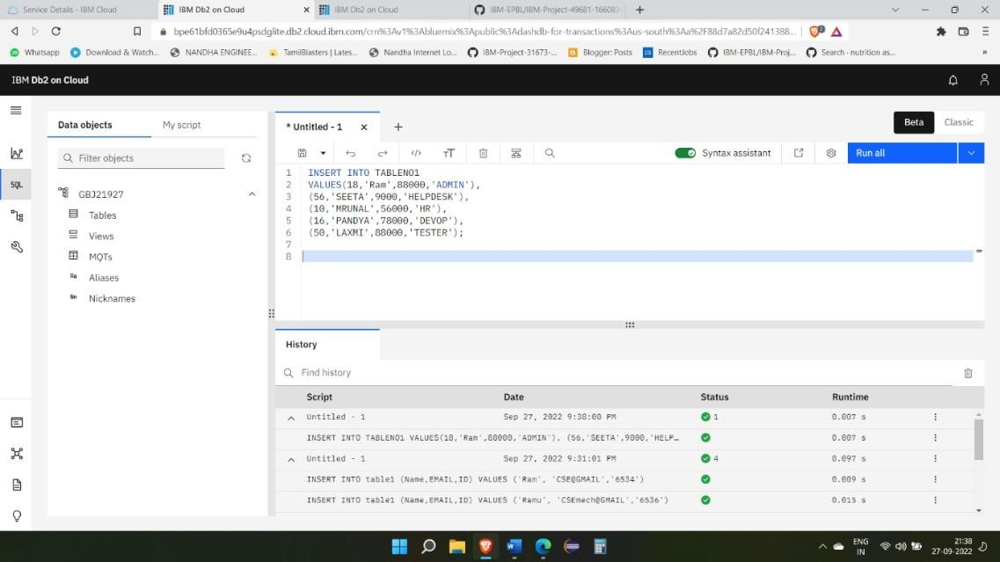 Service Details - IBM Cloud
IBM Db2 on Cloud
IBM Db2 on Cloud
IBM-EPBL/IBM-Project-49681-166083
bpe61bfd0365e9u4psdglite.db2.cloud.ibm.com/crn%3Av1%3Abluemix%3Apublic%3Adashdb-for-transactions%3Aus-south%3Aa%2F88d7a82d50f241388...
Whatsapp
Download & Watch...
NANDHA ENGINEE...
TamilBlasters | Lates...
Nandha Internet Lo...
IBM-Project-31673-...
Blogger: Posts
RecentJobs
IBM-EPBL/IBM-Proj...
Search · nutrition as...
IBM Db2 on Cloud
Data objects
My script
* Untitled - 1
Beta
Classic
Filter objects
Syntax assistant
Run all
SQL
GBJ21927
Tables
Views
MQTs
Aliases
Nicknames
1 INSERT INTO TABLENO1
2 VALUES(18,'Ram',88000,'ADMIN'),
3 (56,'SEETA',9000,'HELPDESK'),
4 (10,'MRUNAL',56000,'HR'),
5 (16,'PANDYA',78000,'DEVOP'),
6 (50,'LAXMI',88000,'TESTER');
7
8
History
Find history
Script Date Status Runtime
Untitled - 1 Sep 27, 2022 9:38:00 PM 1 0.007 s
INSERT INTO TABLENO1 VALUES(18,'Ram',88000,'ADMIN'), (56,'SEETA',9000,'HELP... 0.007 s
Untitled - 1 Sep 27, 2022 9:31:01 PM 4 0.097 s
INSERT INTO table1 (Name,EMAIL,ID) VALUES ('Ram', 'CSE@GMAIL','6534') 0.009 s
INSERT INTO table1 (Name,EMAIL,ID) VALUES ('Ramu', 'CSEmech@GMAIL','6536') 0.015 s
ENG
IN
21:38
27-09-2022